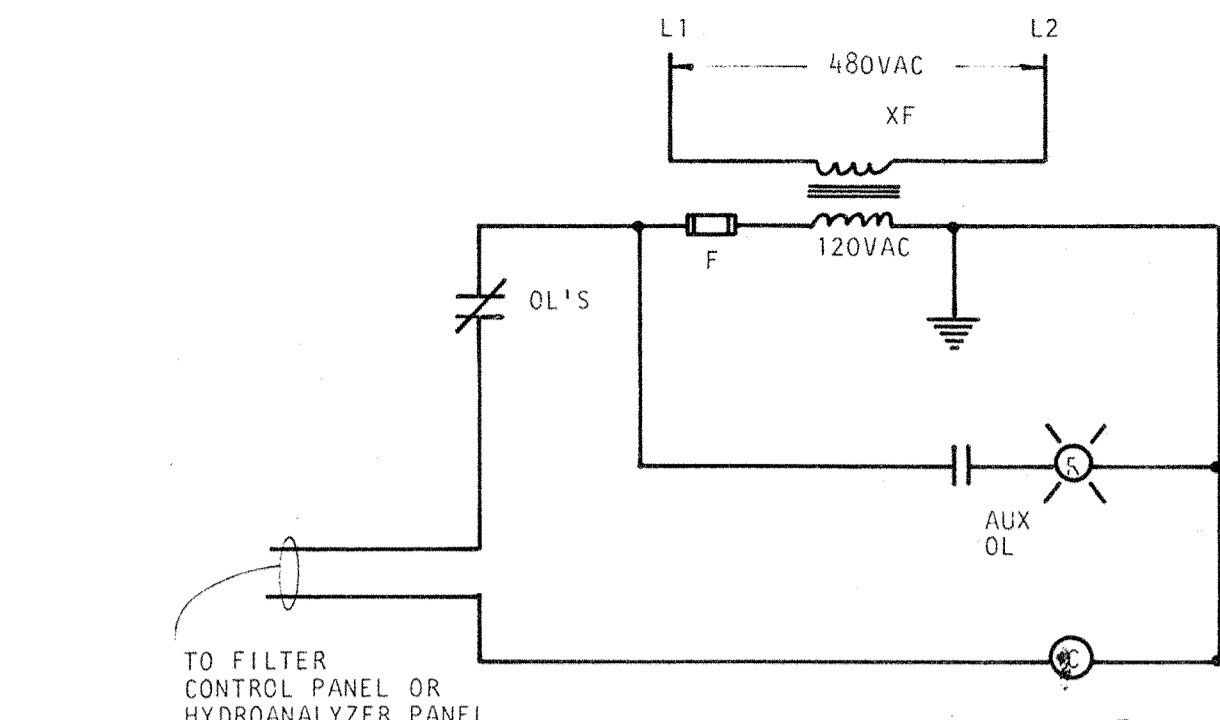 L1
L2
480VAC
XF
120VAC
F
OL'S
R
AUX
OL
C
TO FILTER
CONTROL PANEL OR
HYDROANALYZER PANEL